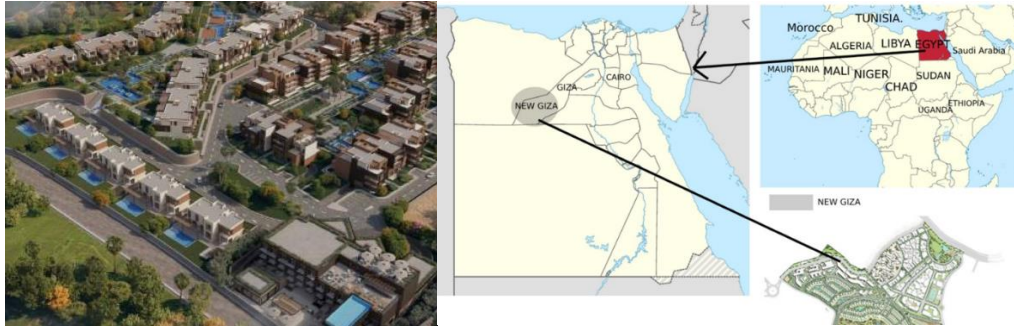 CAIRO
GIZA
NEW GIZA
TUNISIA.
Morocco
ALGERIA
LIBYA
EGYPT
Saudi Arabia
MAURITANIA
MALI
NIGER
SUDAN
CHAD
ETHIOPIA
UGANDA
NEW GIZA